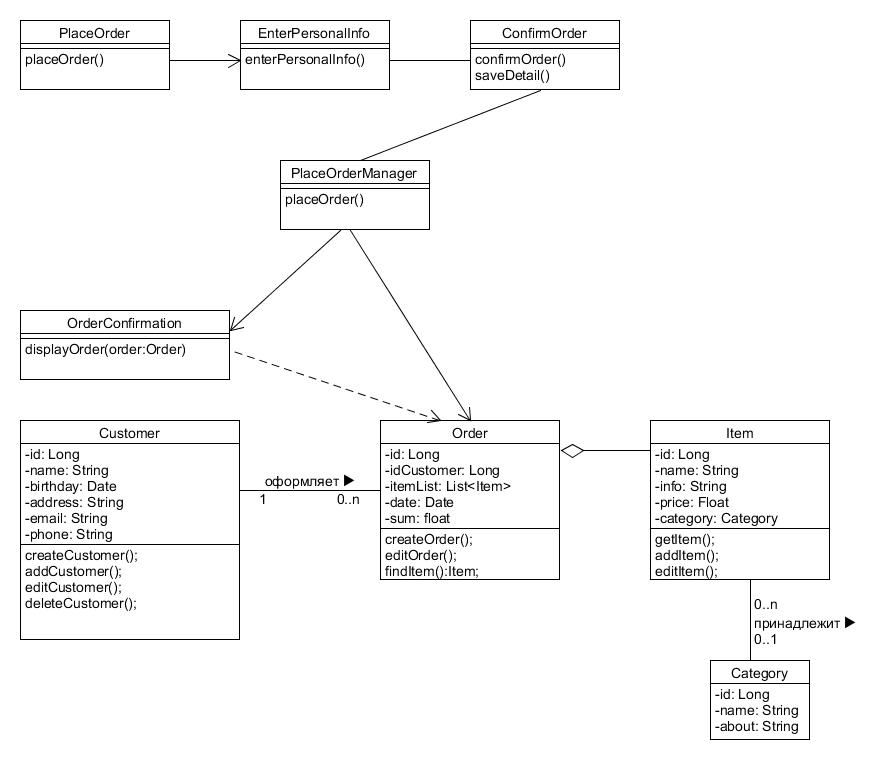 PlaceOrder
placeOrder()
EnterPersonalInfo
enterPersonalInfo()
ConfirmOrder
confirmOrder()
saveDetail()
PlaceOrderManager
placeOrder()
OrderConfirmation
displayOrder(order:Order)
Customer
-id: Long
-name: String
-birthday: Date
-address: String
-email: String
-phone: String
createCustomer();
addCustomer();
editCustomer();
deleteCustomer();
оформляет
1
0..n
Order
-id: Long
-idCustomer: Long
-itemList: List<Item>
-date: Date
-sum: float
createOrder();
editOrder();
findItem():Item;
Item
-id: Long
-name: String
-info: String
-price: Float
-category: Category
getItem();
addItem();
editItem();
0..n
принадлежит
0..1
Category
-id: Long
-name: String
-about: String